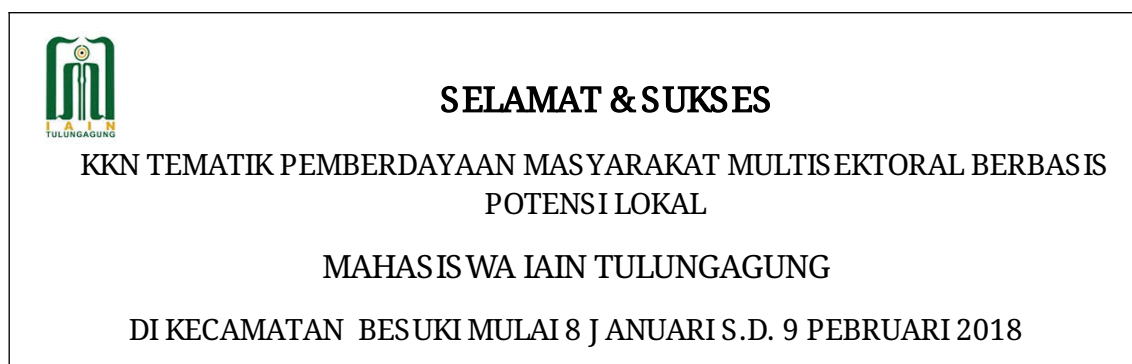 IAIN
TULUNGAGUNG
SELAMAT & SUKSES
KKN TEMATIK PEMBERDAYAAN MASYARAKAT MULTISEKTORAL BERBASIS
POTENSI LOKAL
MAHASISWA IAIN TULUNGAGUNG
DI KECAMATAN BESUKI MULAI 8 JANUARI S.D. 9 PEBRUARI 2018